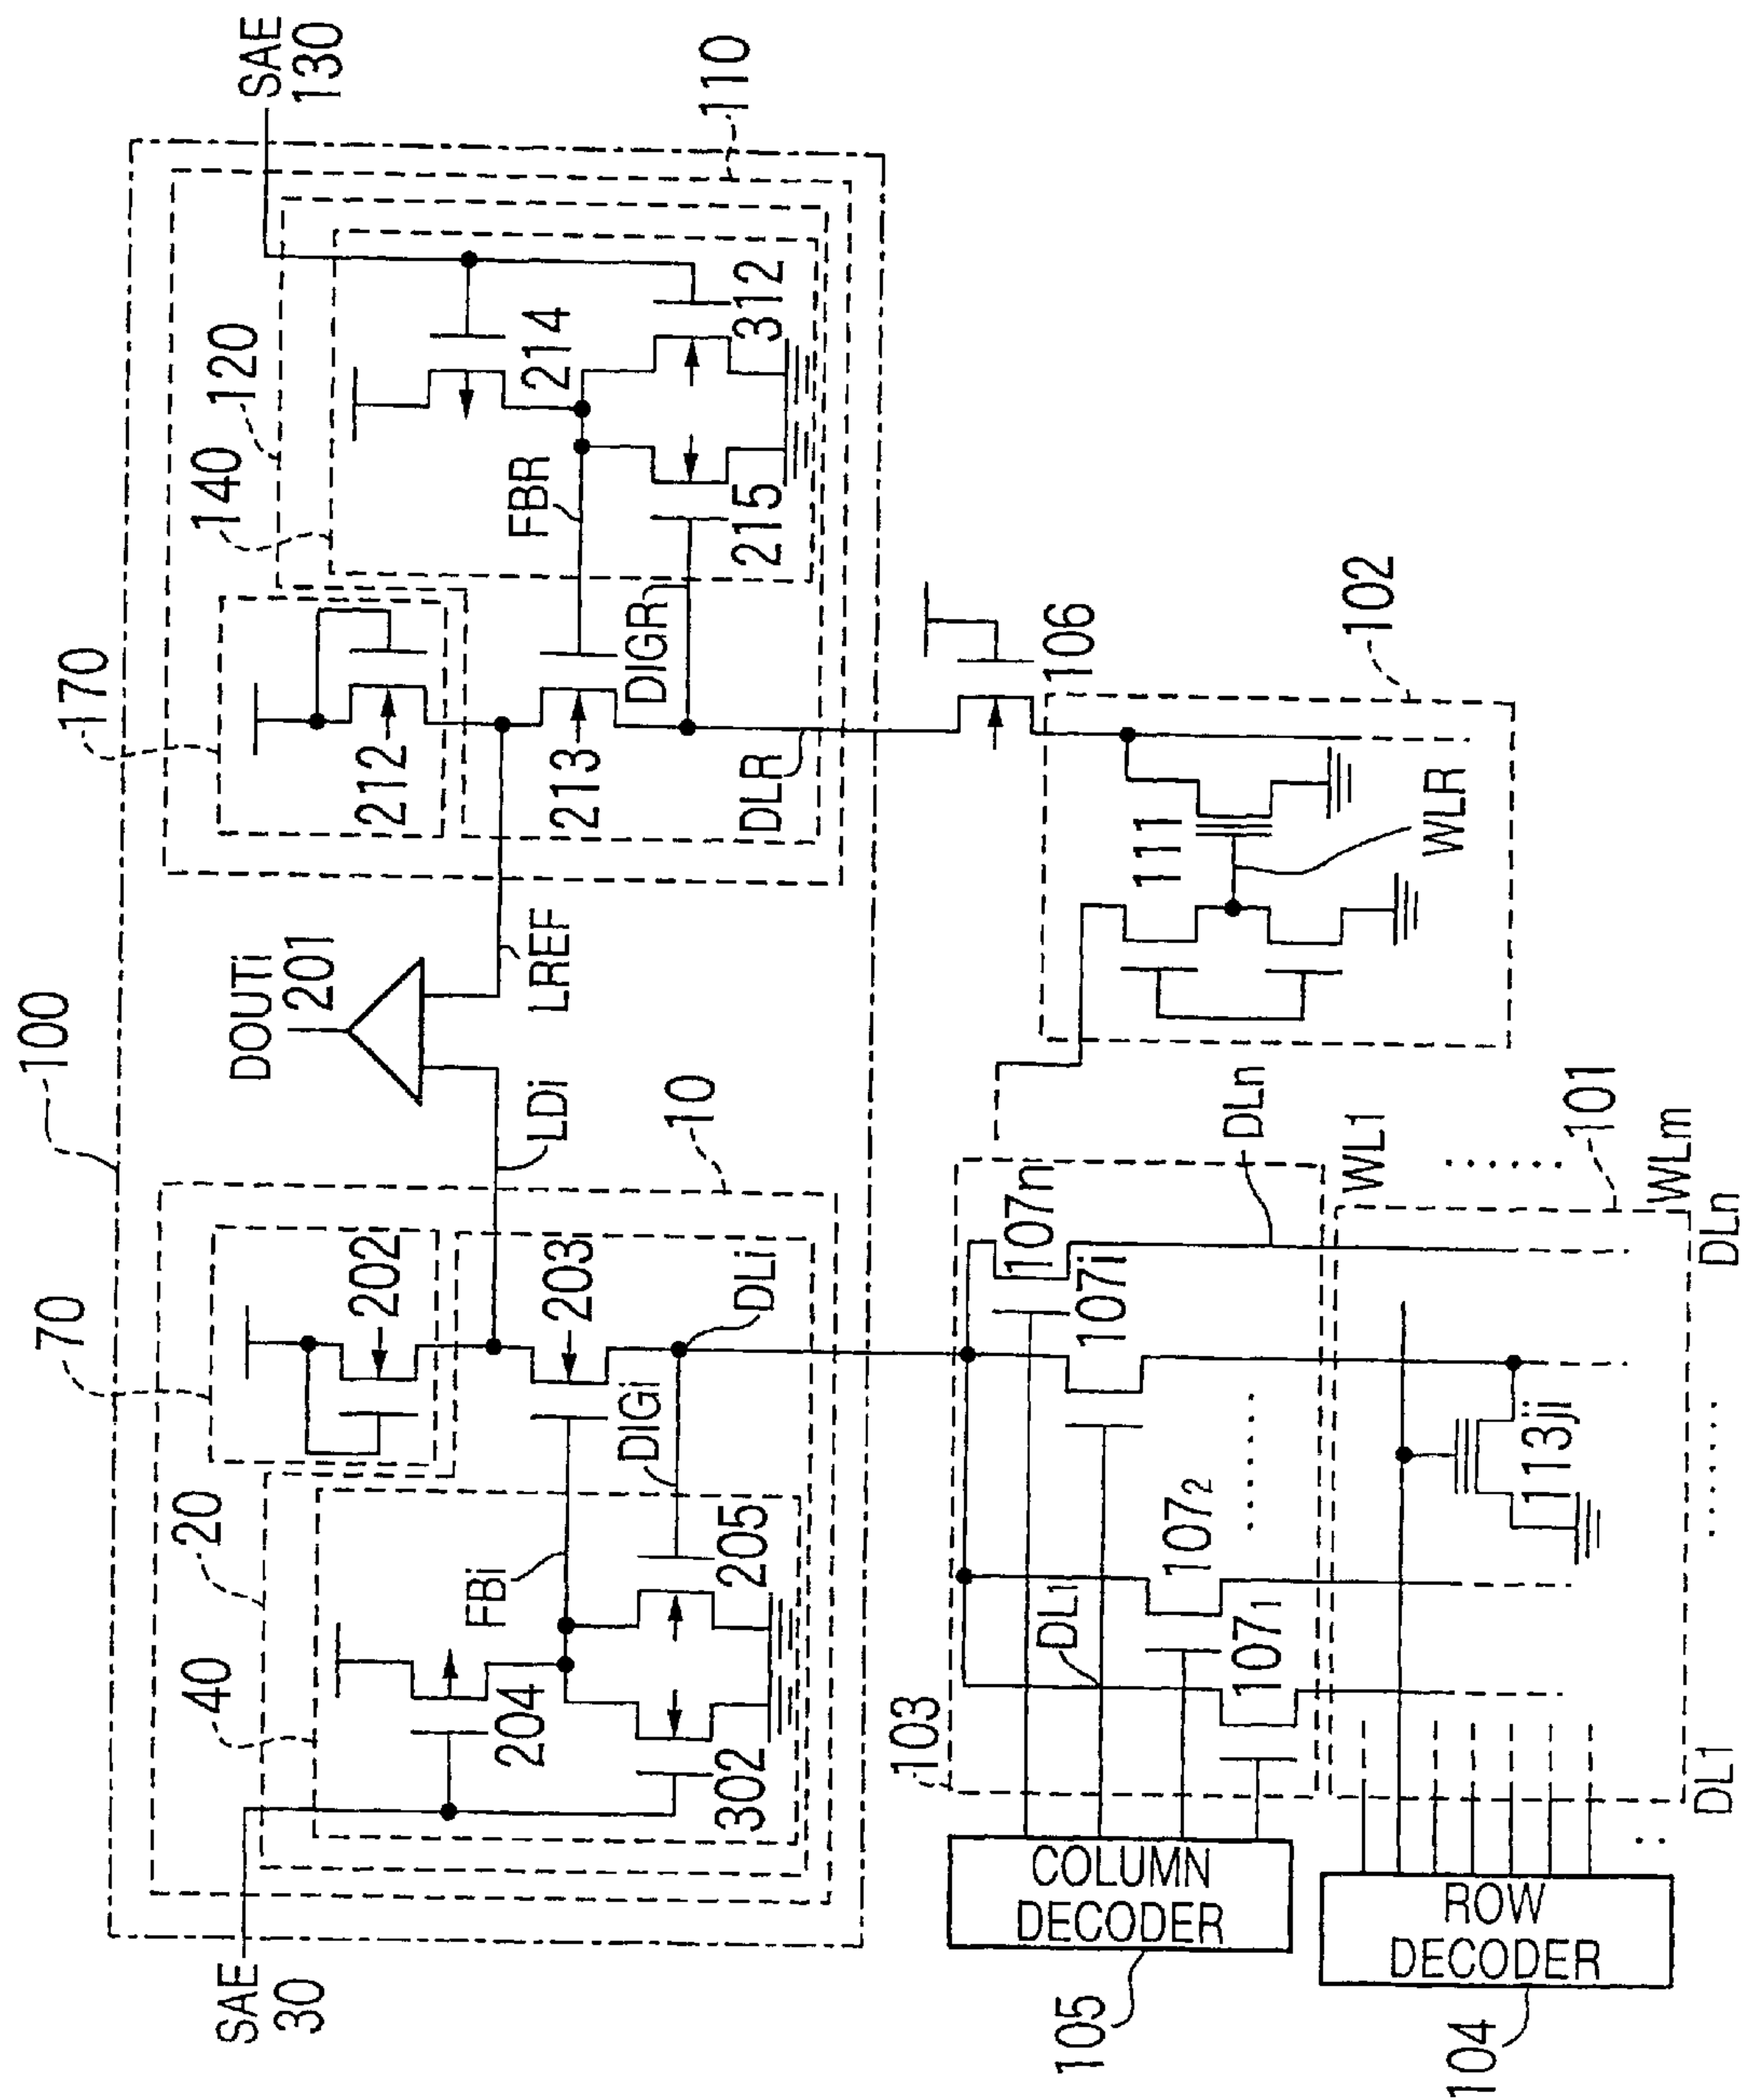 100
70
202
20
40
204
FBi
203
DIGi
205
302
SAE
30
DLi
10
LDi
DOUTi
201
LREF
170
212
213
140
120
FBR
214
DIGR
215
312
SAE
130
110
DLR
106
102
111
WLR
103
107n
107i
DLn
107₂
DL₁
107₁
COLUMN
DECODER
105
WL1
......
WLm
101
113ji
ROW
DECODER
104
DL1
......
DLn